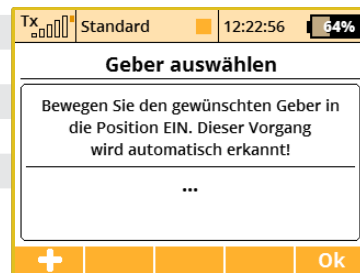 Tx Standard 12:22:56 64%
Geber auswählen
Bewegen Sie den gewünschten Geber in
die Position EIN. Dieser Vorgang
wird automatisch erkannt!
...
+ Ok